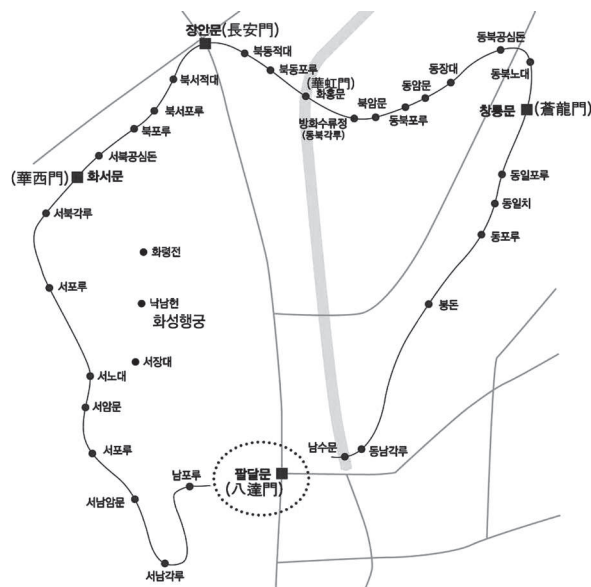 장안문(長安門)
북동적대
북동포루
(華虹門)
화홍문
북서적대
북서포루
북포루
서북공심돈
(華西門) 화서문
서북각루
방화수류정
(동북각루)
북암문
동북포루
동암문
동장대
동북공심돈
동북노대
창룡문 (蒼龍門)
동일포루
동일치
동포루
봉돈
화령전
낙남헌
화성행궁
서장대
서포루
서노대
서암문
서포루
서남암문
서남각루
남포루
팔달문
(八達門)
남수문
동남각루